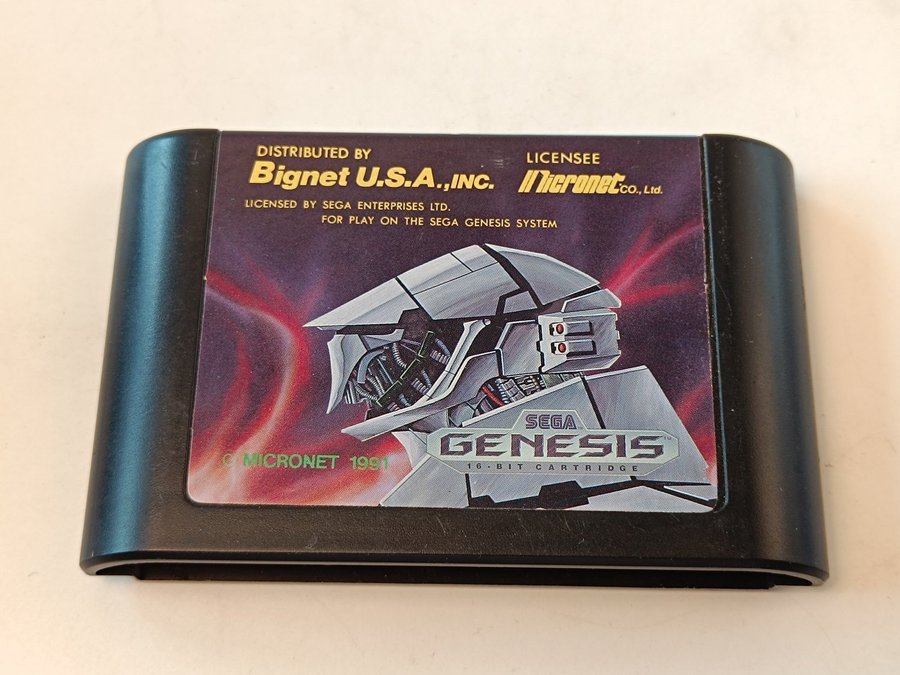 DISTRIBUTED BY
Bignet U.S.A.,INC.
LICENSEE
Micronet CO., Ltd.
LICENSED BY SEGA ENTERPRISES LTD.
FOR PLAY ON THE SEGA GENESIS SYSTEM
SEGA
GENESIS™
16-BIT CARTRIDGE
© MICRONET 1991